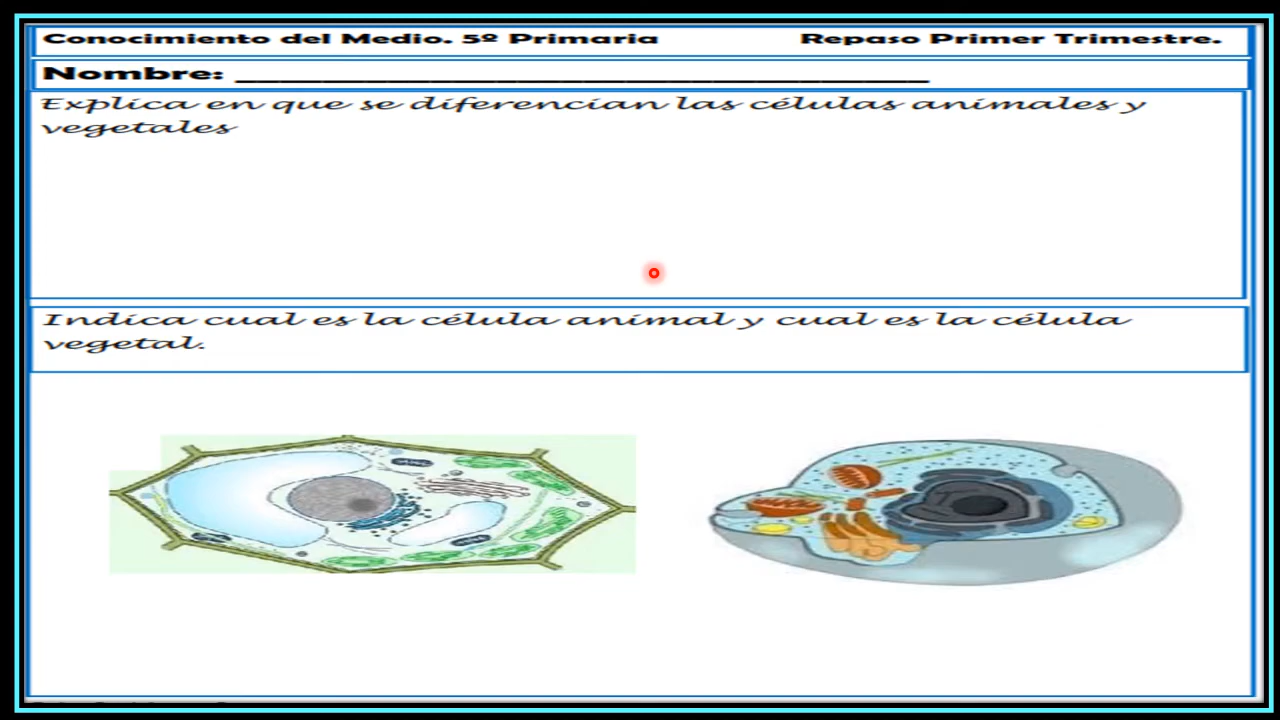 Conocimiento del Medio. 5º Primaria Repaso Primer Trimestre.
Nombre: ________________________________
Explica en que se diferencian las células animales y
vegetales
Indica cual es la célula animal y cual es la célula
vegetal.